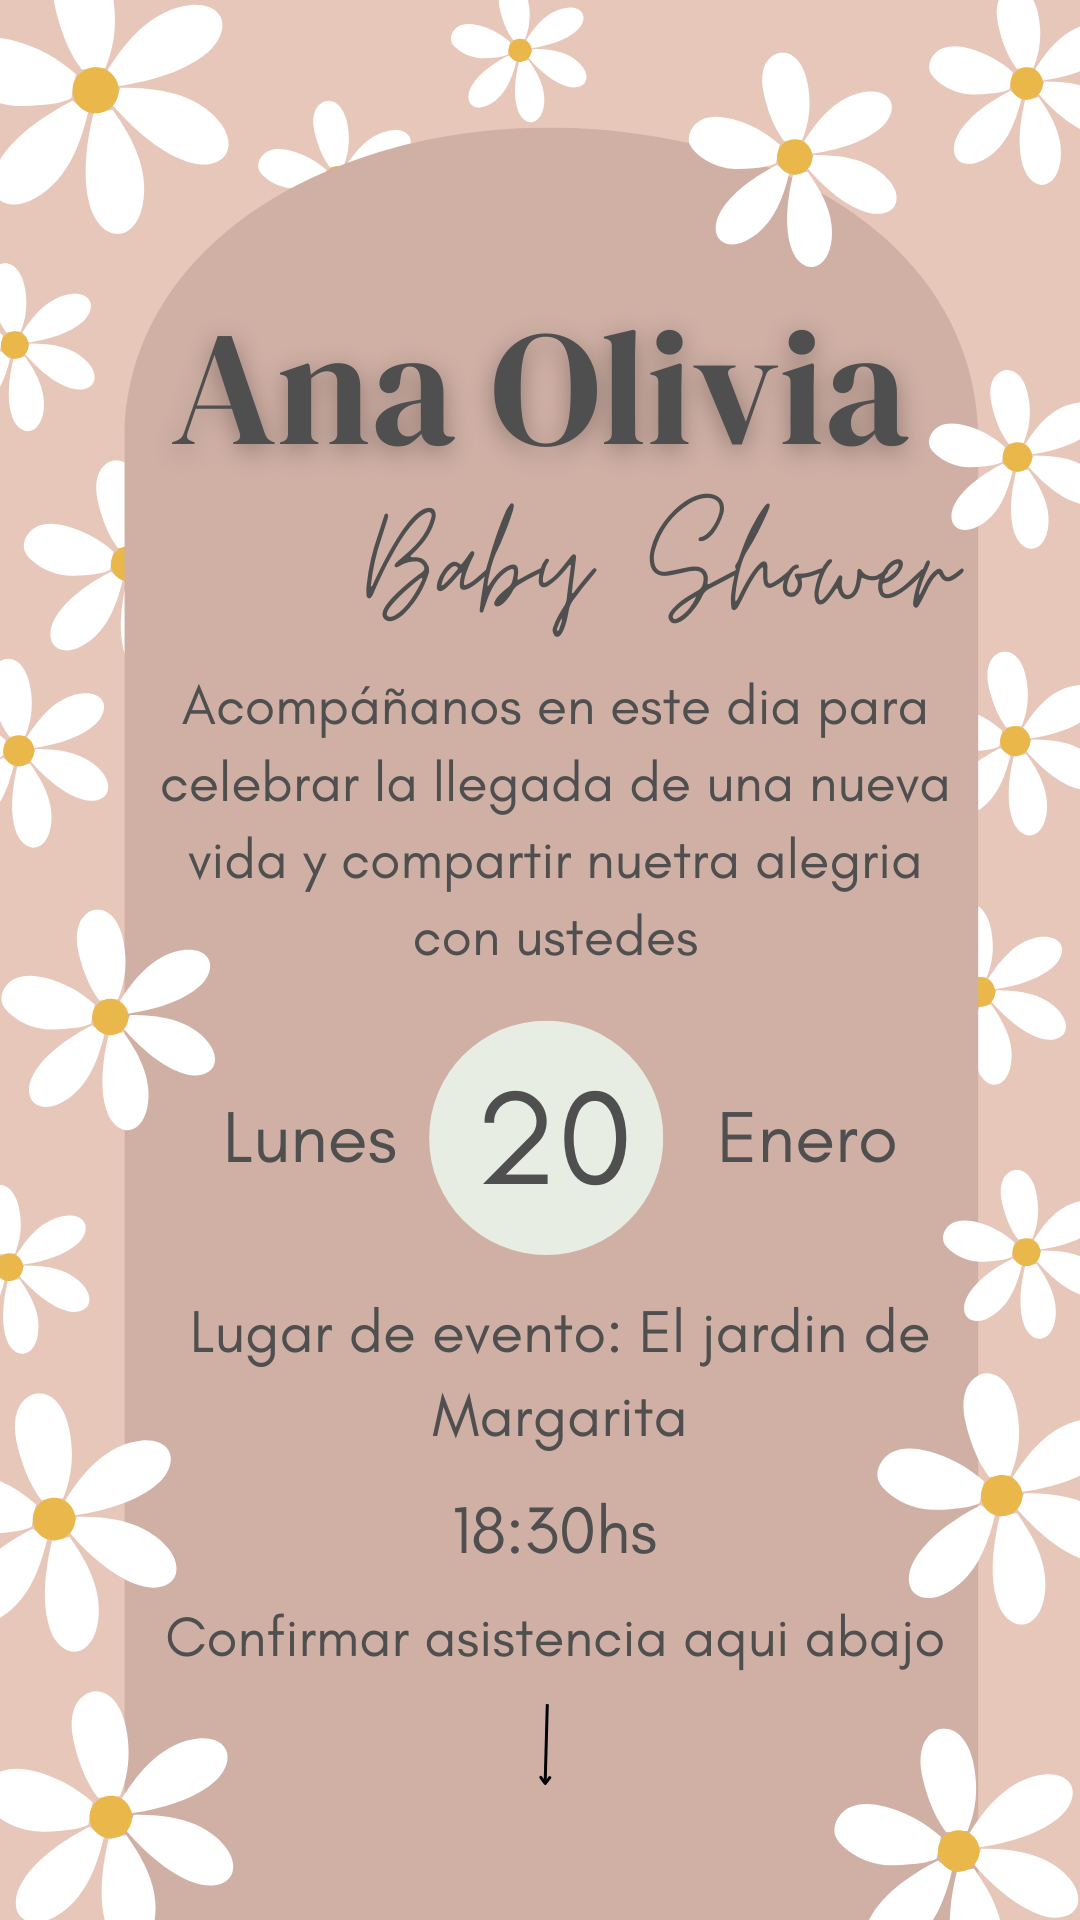 Ana Olivia
Baby Shower
Acompáñanos en este dia para
celebrar la llegada de una nueva
vida y compartir nuetra alegria
con ustedes
Lunes 20 Enero
Lugar de evento: El jardin de
Margarita
18:30hs
Confirmar asistencia aqui abajo